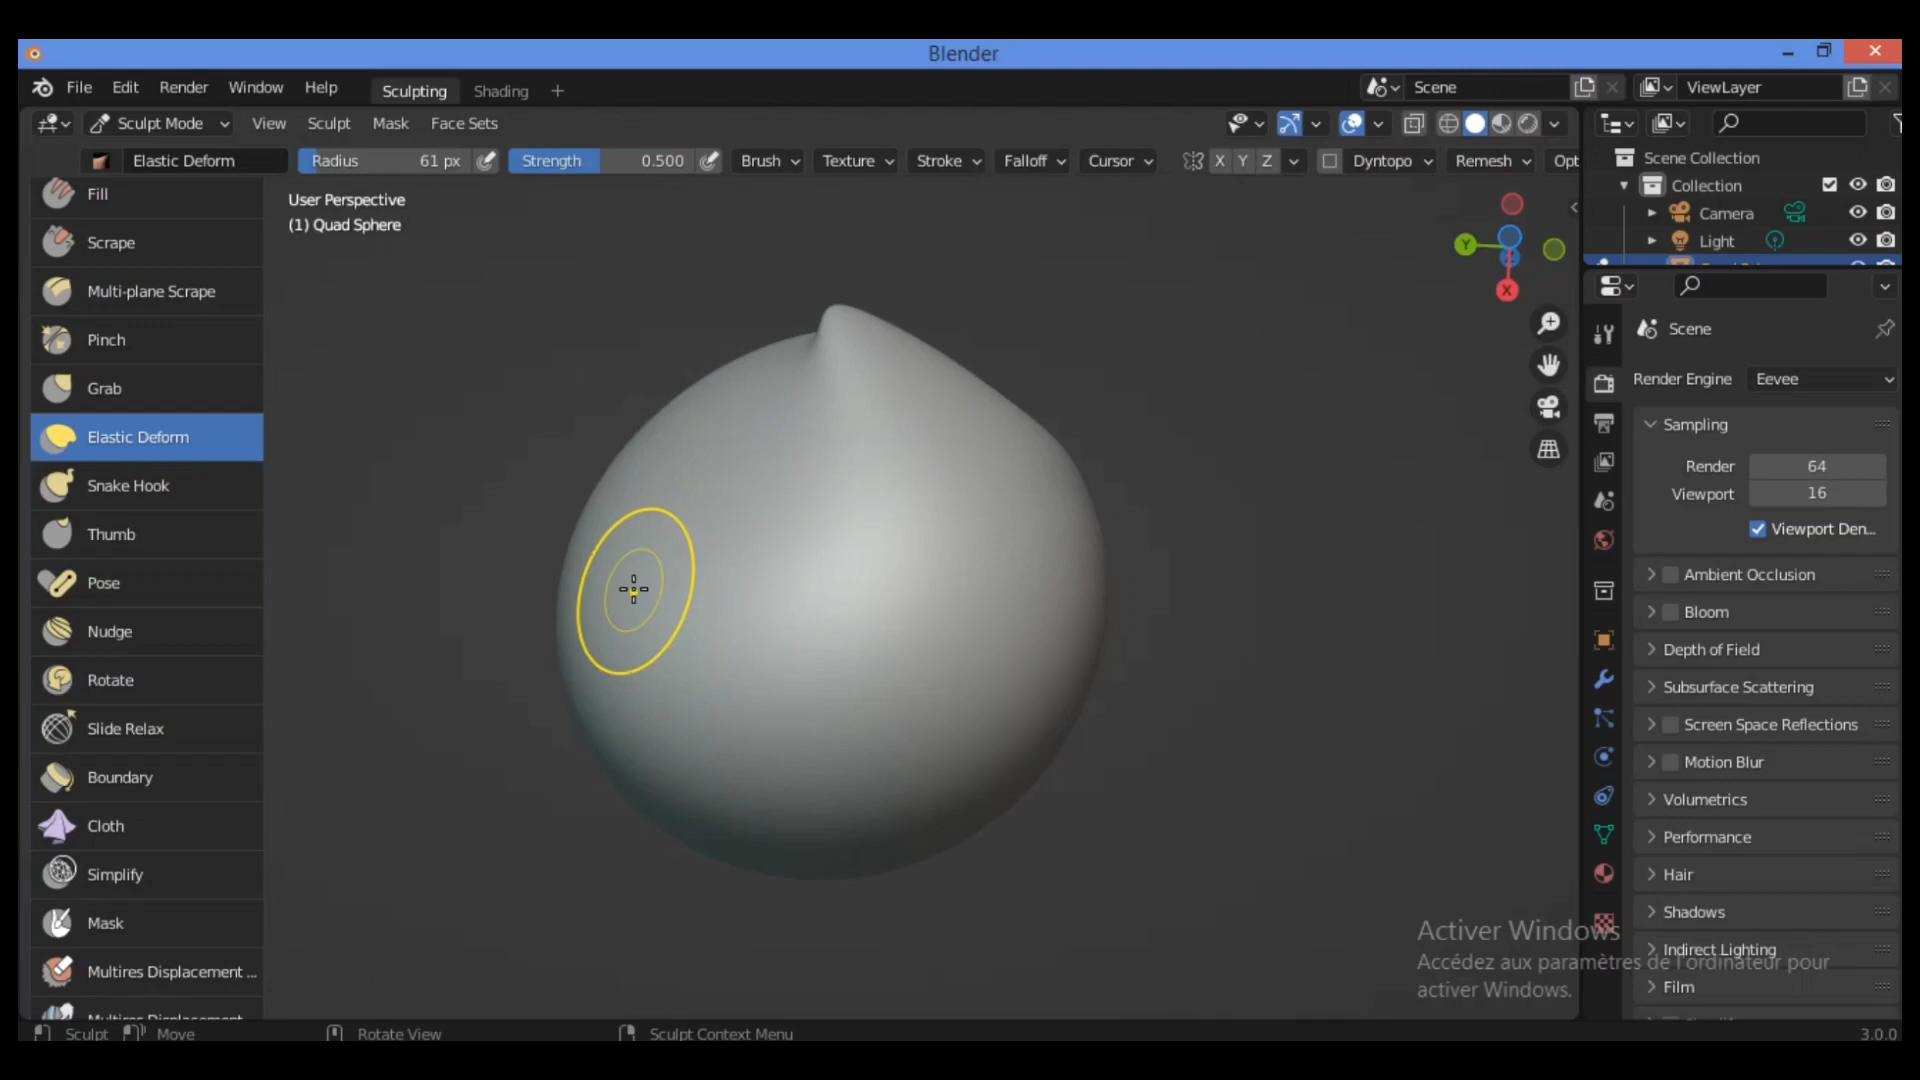 Blender
File Edit Render Window Help Sculpting Shading + Scene ViewLayer
Sculpt Mode View Sculpt Mask Face Sets
Elastic Deform Radius 61 px Strength 0.500 Brush Texture Stroke Falloff Cursor X Y Z Dyntopo Remesh Opt
Fill
Scrape
Multi-plane Scrape
Pinch
Grab
Elastic Deform
Snake Hook
Thumb
Pose
Nudge
Rotate
Slide Relax
Boundary
Cloth
Simplify
Mask
Multires Displacement ...
Multires Displacement
User Perspective
(1) Quad Sphere
Y
X
Scene Collection
Collection
Camera
Light
Scene
Render Engine Eevee
Sampling
Render 64
Viewport 16
Viewport Den...
Ambient Occlusion
Bloom
Depth of Field
Subsurface Scattering
Screen Space Reflections
Motion Blur
Volumetrics
Performance
Hair
Shadows
Indirect Lighting
Film
Activer Windows
Accédez aux paramètres de l'ordinateur pour
activer Windows.
Sculpt Move Rotate View Sculpt Context Menu 3.0.0